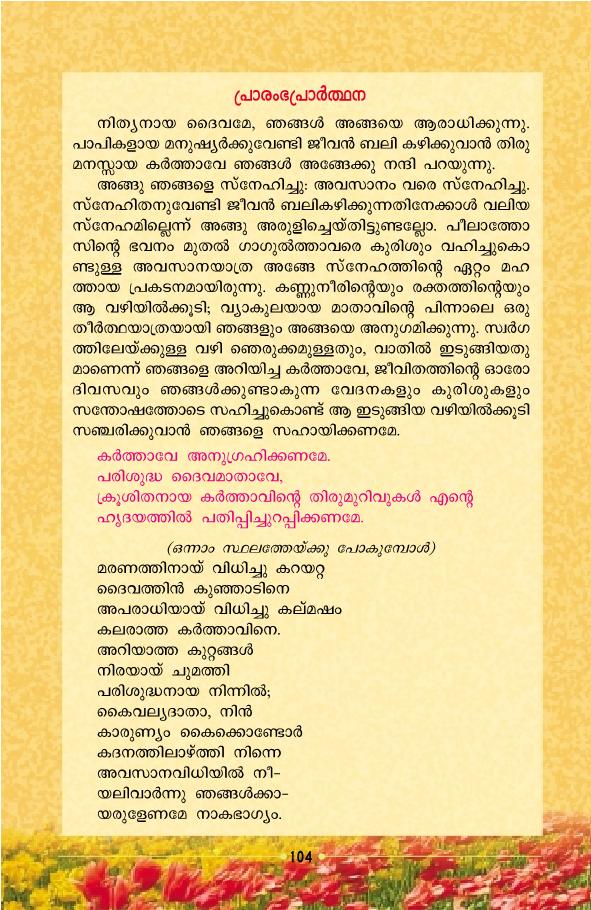 പ്രാരംഭപ്രാർത്ഥന
നിത്യനായ ദൈവമേ, ഞങ്ങൾ അങ്ങയെ ആരാധിക്കുന്നു.
പാപികളായ മനുഷ്യർക്കുവേണ്ടി ജീവൻ ബലി കഴിക്കുവാൻ തിരു
മനസ്സായ കർത്താവേ ഞങ്ങൾ അങ്ങേക്കു നന്ദി പറയുന്നു.
അങ്ങു ഞങ്ങളെ സ്നേഹിച്ചു: അവസാനം വരെ സ്നേഹിച്ചു.
സ്നേഹിതനുവേണ്ടി ജീവൻ ബലികഴിക്കുന്നതിനേക്കാൾ വലിയ
സ്നേഹമില്ലെന്ന് അങ്ങു അരുളിച്ചെയ്തിട്ടുണ്ടല്ലോ. പീലാത്തോ
സിന്റെ ഭവനം മുതൽ ഗാഗുൽത്താവരെ കുരിശും വഹിച്ചുകൊ
ണ്ടുള്ള അവസാനയാത്ര അങ്ങേ സ്നേഹത്തിന്റെ ഏറ്റം മഹ
ത്തായ പ്രകടനമായിരുന്നു. കണ്ണുനീരിന്റെയും രക്തത്തിന്റെയും
ആ വഴിയിൽക്കൂടി; വ്യാകുലയായ മാതാവിന്റെ പിന്നാലെ ഒരു
തീർത്ഥയാത്രയായി ഞങ്ങളും അങ്ങയെ അനുഗമിക്കുന്നു. സ്വർഗ
ത്തിലേയ്ക്കുള്ള വഴി ഞെരുക്കമുള്ളതും, വാതിൽ ഇടുങ്ങിയതു
മാണെന്ന് ഞങ്ങളെ അറിയിച്ച കർത്താവേ, ജീവിതത്തിന്റെ ഓരോ
ദിവസവും ഞങ്ങൾക്കുണ്ടാകുന്ന വേദനകളും കുരിശുകളും
സന്തോഷത്തോടെ സഹിച്ചുകൊണ്ട് ആ ഇടുങ്ങിയ വഴിയിൽക്കൂടി
സഞ്ചരിക്കുവാൻ ഞങ്ങളെ സഹായിക്കണമേ.
കർത്താവേ അനുഗ്രഹിക്കണമേ.
പരിശുദ്ധ ദൈവമാതാവേ,
ക്രൂശിതനായ കർത്താവിന്റെ തിരുമുറിവുകൾ എന്റെ
ഹൃദയത്തിൽ പതിപ്പിച്ചുറപ്പിക്കണമേ.
(ഒന്നാം സ്ഥലത്തേയ്ക്കു പോകുമ്പോൾ)
മരണത്തിനായ് വിധിച്ചു കറയറ്റ
ദൈവത്തിൻ കുഞ്ഞാടിനെ
അപരാധിയായ് വിധിച്ചു കല്മഷം
കലരാത്ത കർത്താവിനെ.
അറിയാത്ത കുറ്റങ്ങൾ
നിരയായ് ചുമത്തി
പരിശുദ്ധനായ നിന്നിൽ;
കൈവല്യദാതാ, നിൻ
കാരുണ്യം കൈക്കൊണ്ടോർ
കദനത്തിലാഴ്ത്തി നിന്നെ
അവസാനവിധിയിൽ നീ-
യലിവാർന്നു ഞങ്ങൾക്കാ-
യരുളേണമേ നാകഭാഗ്യം.
104